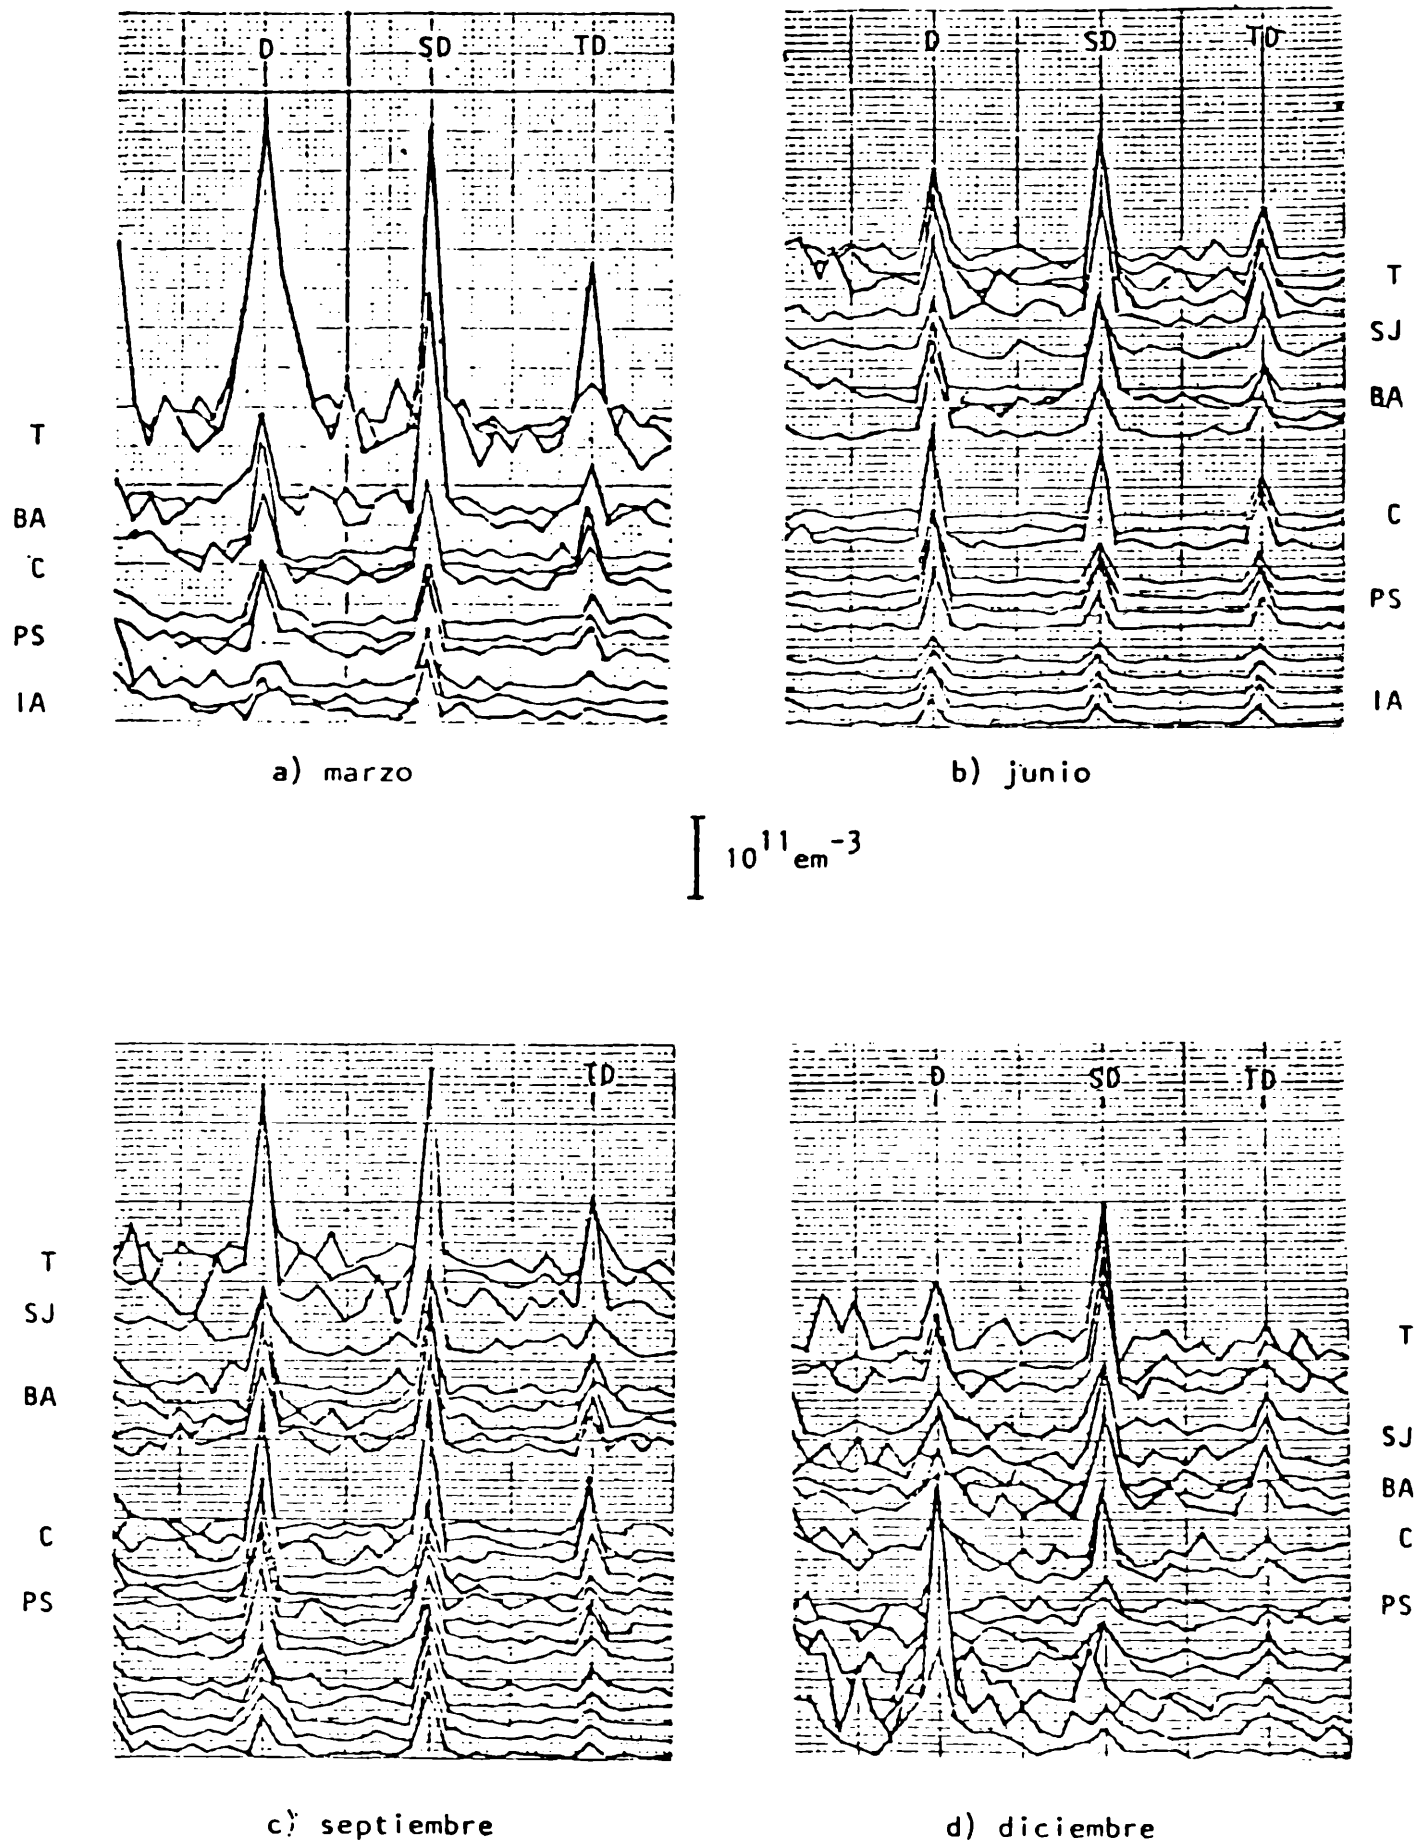 D SD TD
T
BA
C
PS
IA
a) marzo
D SD TD
T
SJ
BA
C
PS
IA
b) junio
10¹¹em⁻³
TD
T
SJ
BA
C
PS
c) septiembre
D SD TD
T
SJ
BA
C
PS
d) diciembre